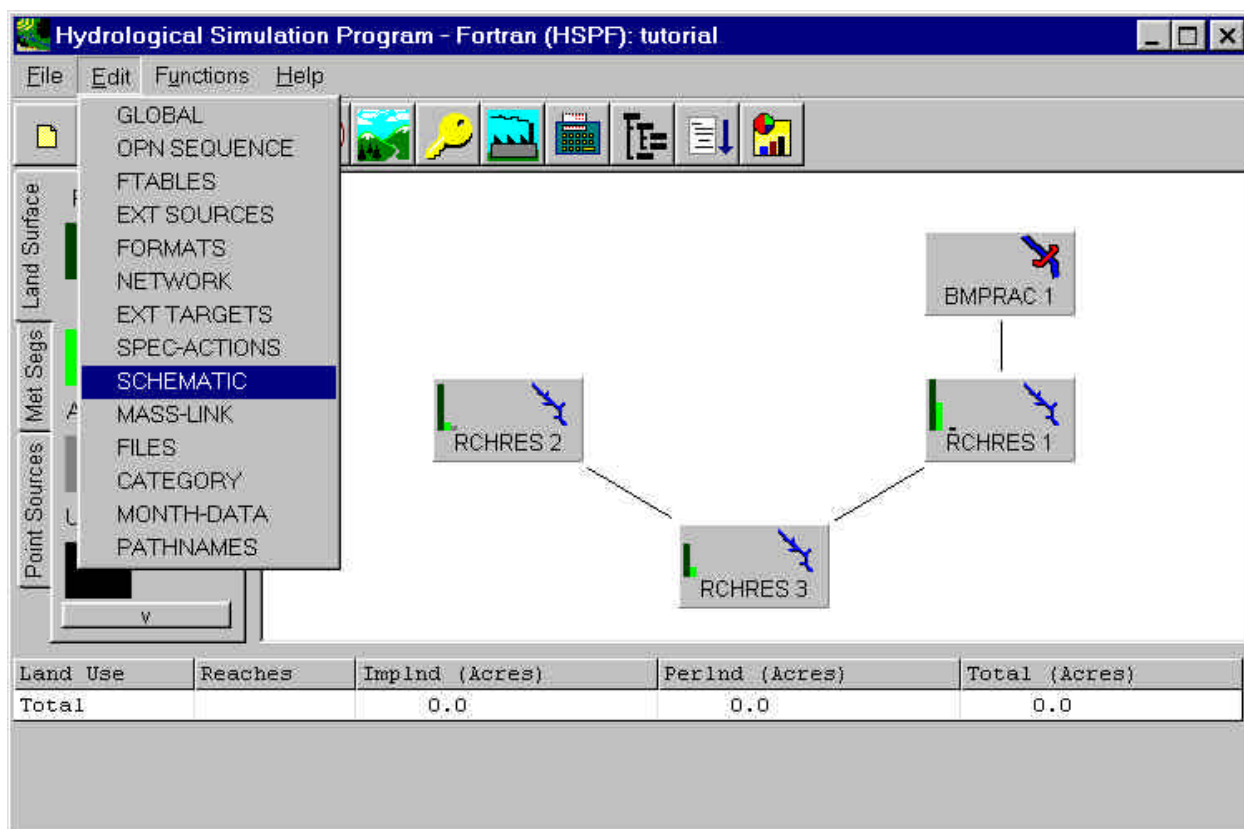 Hydrological Simulation Program - Fortran (HSPF): tutorial
File Edit Functions Help
GLOBAL
OPN SEQUENCE
FTABLES
EXT SOURCES
FORMATS
NETWORK
EXT TARGETS
SPEC-ACTIONS
SCHEMATIC
MASS-LINK
FILES
CATEGORY
MONTH-DATA
PATHNAMES
Land Surface
Met Segs
Point Sources
v
BMPRAC 1
RCHRES 2
RCHRES 1
RCHRES 3
Land Use Reaches Implnd (Acres) Perlnd (Acres) Total (Acres)
Total 0.0 0.0 0.0